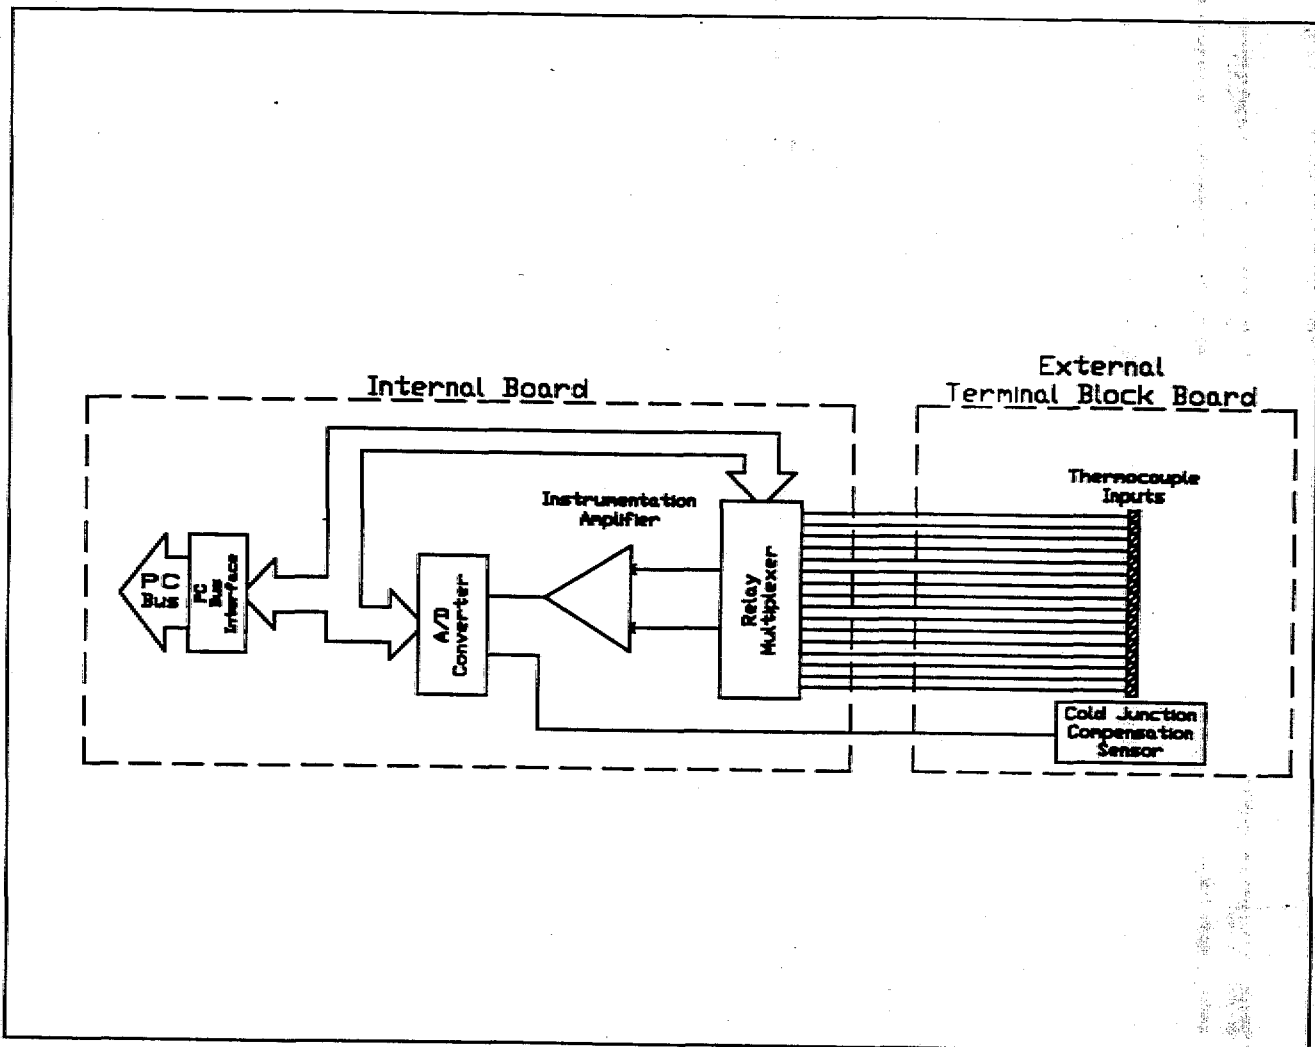 External
Terminal Block Board
Internal Board
Thermocouple
Inputs
Instrumentation
Amplifier
PC
Bus
PC
Bus
Interface
A/D
Converter
Relay
Multiplexer
Cold Junction
Compensation
Sensor